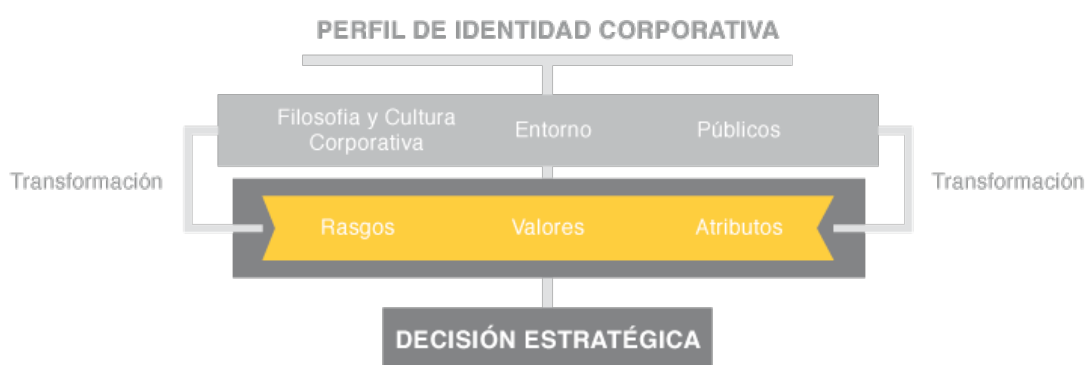 PERFIL DE IDENTIDAD CORPORATIVA
Filosofia y Cultura
Corporativa
Entorno
Públicos
Transformación
Transformación
Rasgos
Valores
Atributos
DECISIÓN ESTRATÉGICA